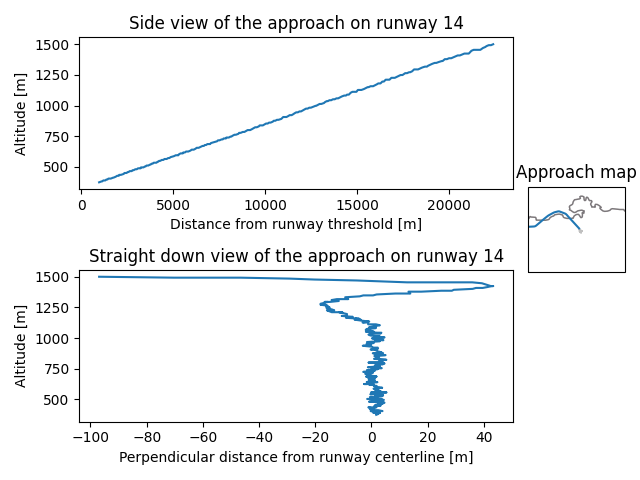 Side view of the approach on runway 14
1500
1250
1000
750
500
Altitude [m]
0 5000 10000 15000 20000
Distance from runway threshold [m]
Approach map
Straight down view of the approach on runway 14
1500
1250
1000
750
500
Altitude [m]
−100 −80 −60 −40 −20 0 20 40
Perpendicular distance from runway centerline [m]